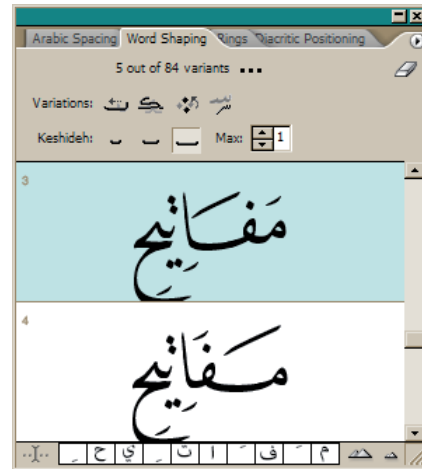 Arabic Spacing Word Shaping Rings Diacritic Positioning
5 out of 84 variants ...
Variations:
Keshideh: Max: 1
3
مَفَاتِيحِ
4
مَفَاتِيحِ
م َ ف َ ا ت ِ ي ح ِ